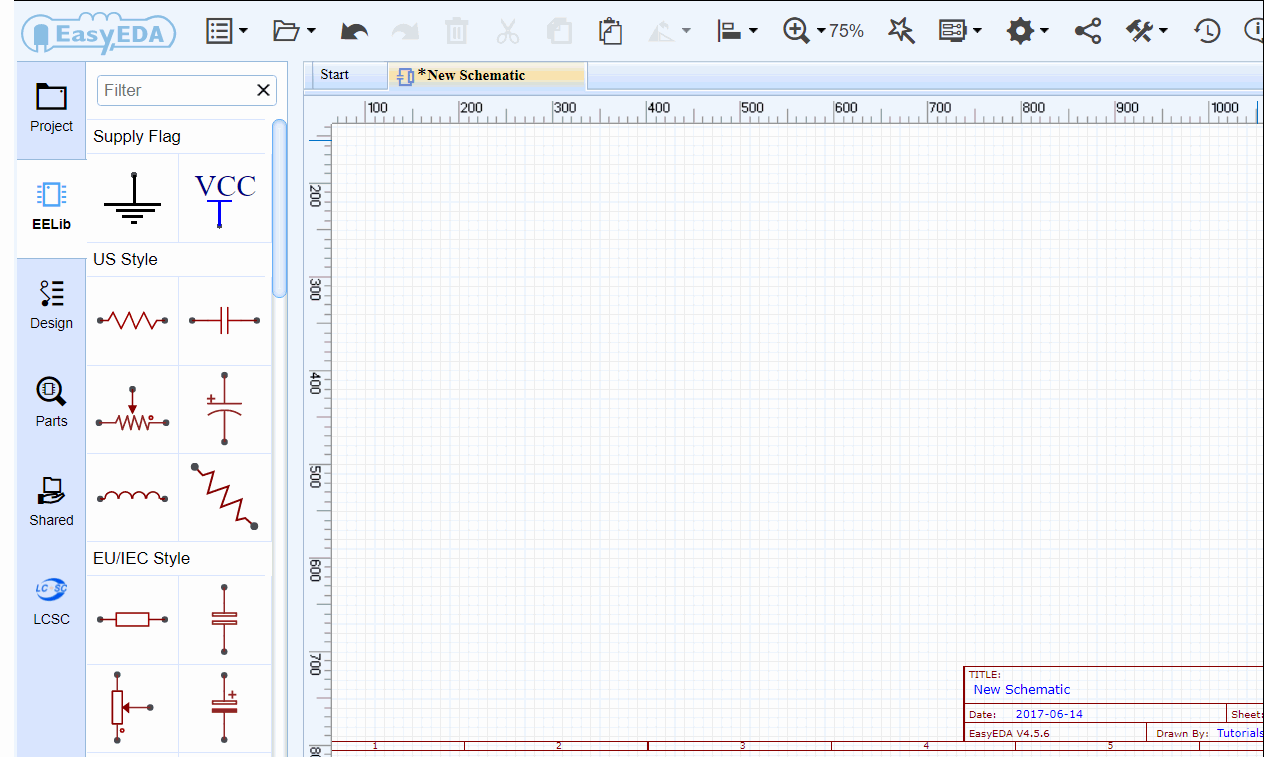 EasyEDA
75%
Start
*New Schematic
Project
EELib
Design
Parts
Shared
LC SC
LCSC
Filter
Supply Flag
VCC
US Style
EU/IEC Style
100 200 300 400 500 600 700 800 900 1000
200
300
400
500
600
700
TITLE:
New Schematic
Date: 2017-06-14
Sheet:
EasyEDA V4.5.6
Drawn By: Tutorials
1 2 3 4 5